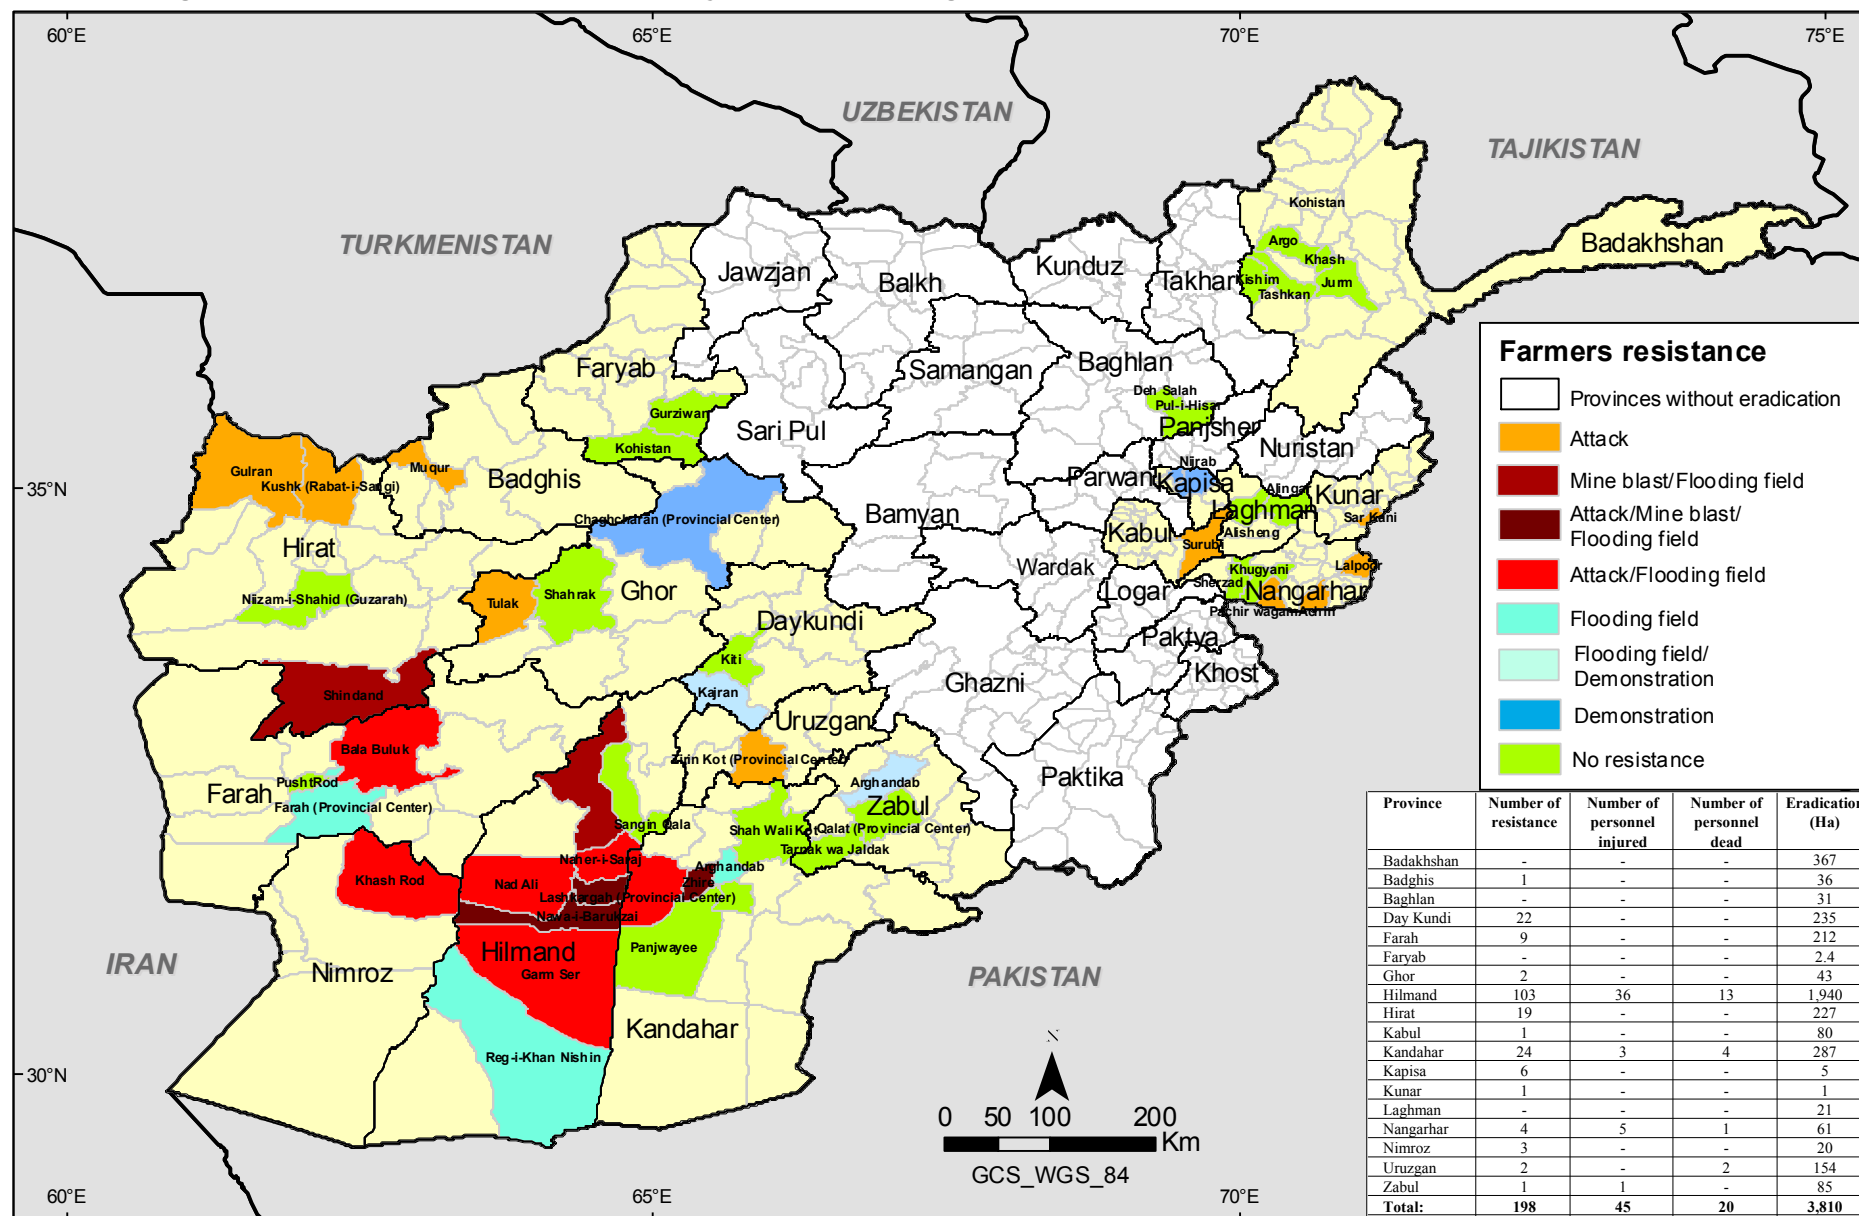 60°E
65°E
70°E
75°E
UZBEKISTAN
TAJIKISTAN
TURKMENISTAN
Kohistan
Badakhshan
Argo
Khash
Kishim
Jurm
Tashkan
Jawzjan
Balkh
Kunduz
Takhar
Faryab
Samangan
Baghlan
Deh Salah
Pul-i-Hisar
Gurziwan
Sari Pul
Panjsher
Nuristan
Kohistan
Gulran
Kushk (Rabat-i-Sangi)
Muqur
Badghis
Nijrab
Parwan
Kapisa
Alingar
Kunar
35°N
Chaghcharan (Provincial Center)
Bamyan
Laghman
Sar Kani
Kabul
Surubi
Alisheng
Hirat
Wardak
Khugyani
Lalpoor
Sherzad
Nizam-i-Shahid (Guzarah)
Tulak
Shahrak
Ghor
Logar
Nangarhar
Pachir wagam
Achin
Daykundi
Paktya
Kiti
Khost
Shindand
Kajran
Ghazni
Uruzgan
Bala Buluk
Tirin Kot (Provincial Center)
Arghandab
Paktika
Pusht Rod
Farah
Farah (Provincial Center)
Zabul
Sangin Qala
Shah Wali Kot
Qalat (Provincial Center)
Tarnak wa Jaldak
Naher-i-Saraj
Arghandab
Khash Rod
Nad Ali
Zhire
Lashkargah (Provincial Center)
Nawa-i-Barukzai
Hilmand
Panjwayee
IRAN
Nimroz
Garm Ser
PAKISTAN
Kandahar
Reg-i-Khan Nishin
30°N
N
0 50 100 200
Km
GCS_WGS_84
60°E
65°E
70°E
Farmers resistance
Provinces without eradication
Attack
Mine blast/Flooding field
Attack/Mine blast/
Flooding field
Attack/Flooding field
Flooding field
Flooding field/
Demonstration
Demonstration
No resistance
Province Number of resistance Number of personnel injured Number of personnel dead Eradication (Ha)
Badakhshan - - - 367
Badghis 1 - - 36
Baghlan - - - 31
Day Kundi 22 - - 235
Farah 9 - - 212
Faryab - - - 2.4
Ghor 2 - - 43
Hilmand 103 36 13 1,940
Hirat 19 - - 227
Kabul 1 - - 80
Kandahar 24 3 4 287
Kapisa 6 - - 5
Kunar 1 - - 1
Laghman - - - 21
Nangarhar 4 5 1 61
Nimroz 3 - - 20
Uruzgan 2 - 2 154
Zabul 1 1 - 85
Total: 198 45 20 3,810